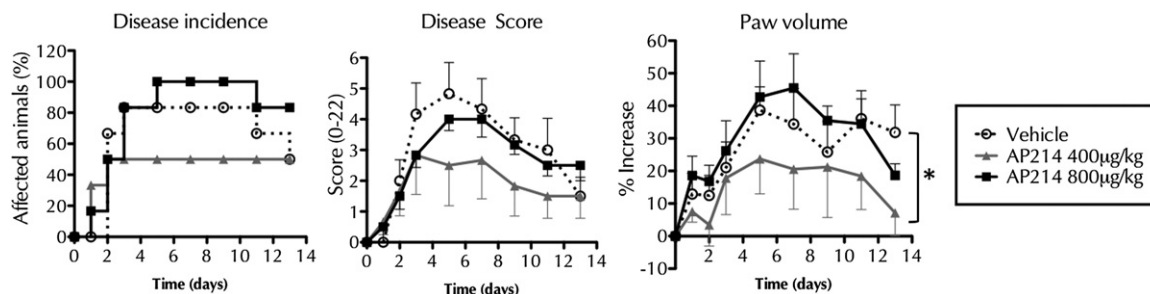 Disease incidence
Affected animals (%)
120
100
80
60
40
20
0
0 2 4 6 8 10 12 14
Time (days)
Disease Score
Score (0-22)
6
5
4
3
2
1
0
0 2 4 6 8 10 12 14
Time (days)
Paw volume
% Increase
60
50
40
30
20
10
0
-10
0 2 4 6 8 10 12 14
Time (days)
*
Vehicle
AP214 400µg/kg
AP214 800µg/kg